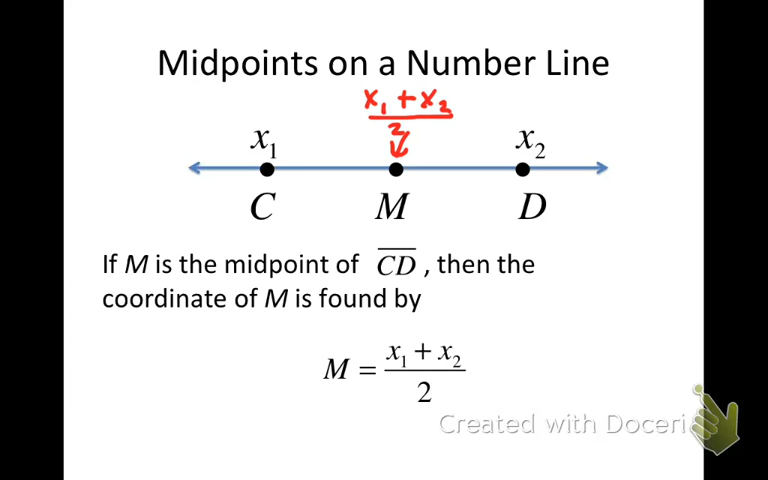 Midpoints on a Number Line
x₁ + x₂
2
x₁ x₂
C M D
If M is the midpoint of C̅D̅ , then the
coordinate of M is found by
M = x₁ + x₂
2
Created with Doceri